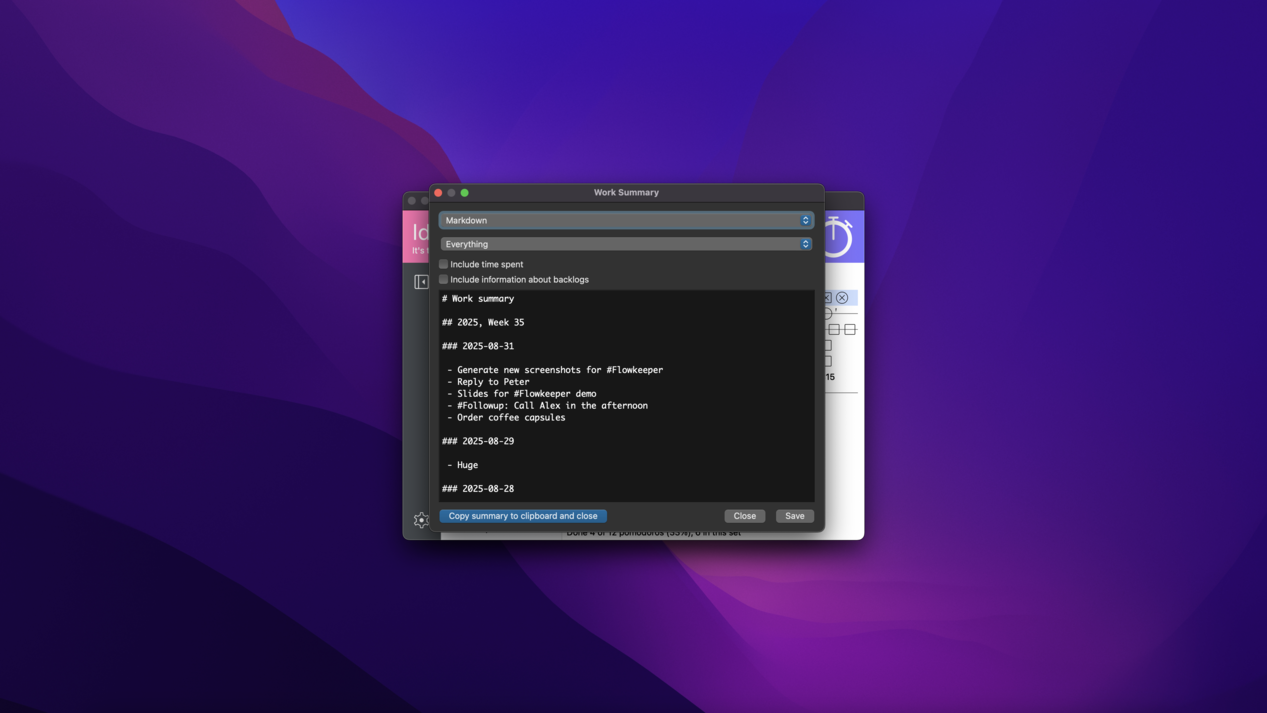 Work Summary
Markdown
Everything
Include time spent
Include information about backlogs
# Work summary
## 2025, Week 35
### 2025-08-31
- Generate new screenshots for #Flowkeeper
- Reply to Peter
- Slides for #Flowkeeper demo
- #Followup: Call Alex in the afternoon
- Order coffee capsules
### 2025-08-29
- Huge
### 2025-08-28
Copy summary to clipboard and close
Close
Save
Id
It's
15
Done 4 of 12 pomodoros (33%), 6 in this set